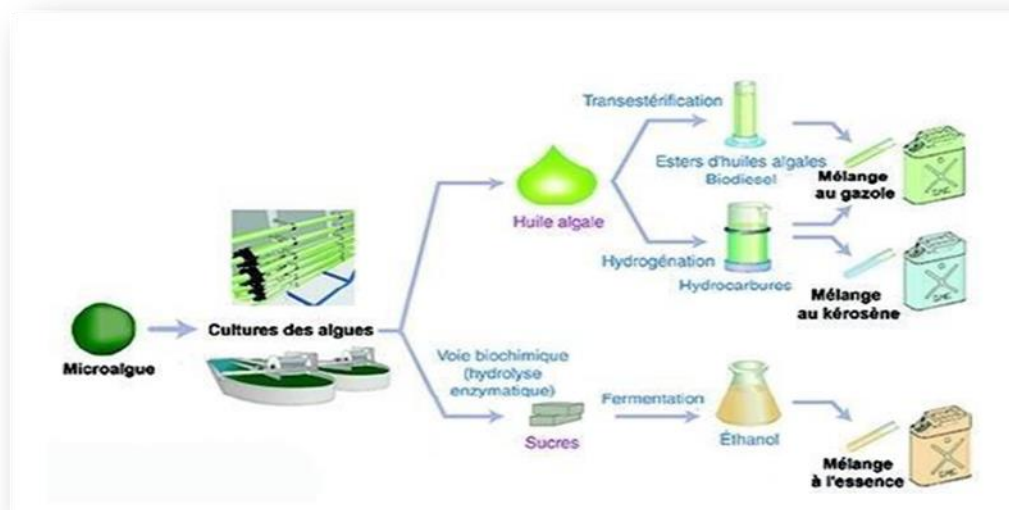 Transestérification
Esters d'huiles algales
Biodiesel
Mélange
au gazole
Huile algale
Hydrogénation
Hydrocarbures
Mélange
au kérosène
Microalgue
Cultures des algues
Voie biochimique
(hydrolyse
enzymatique)
Sucres
Fermentation
Éthanol
Mélange
à l'essence